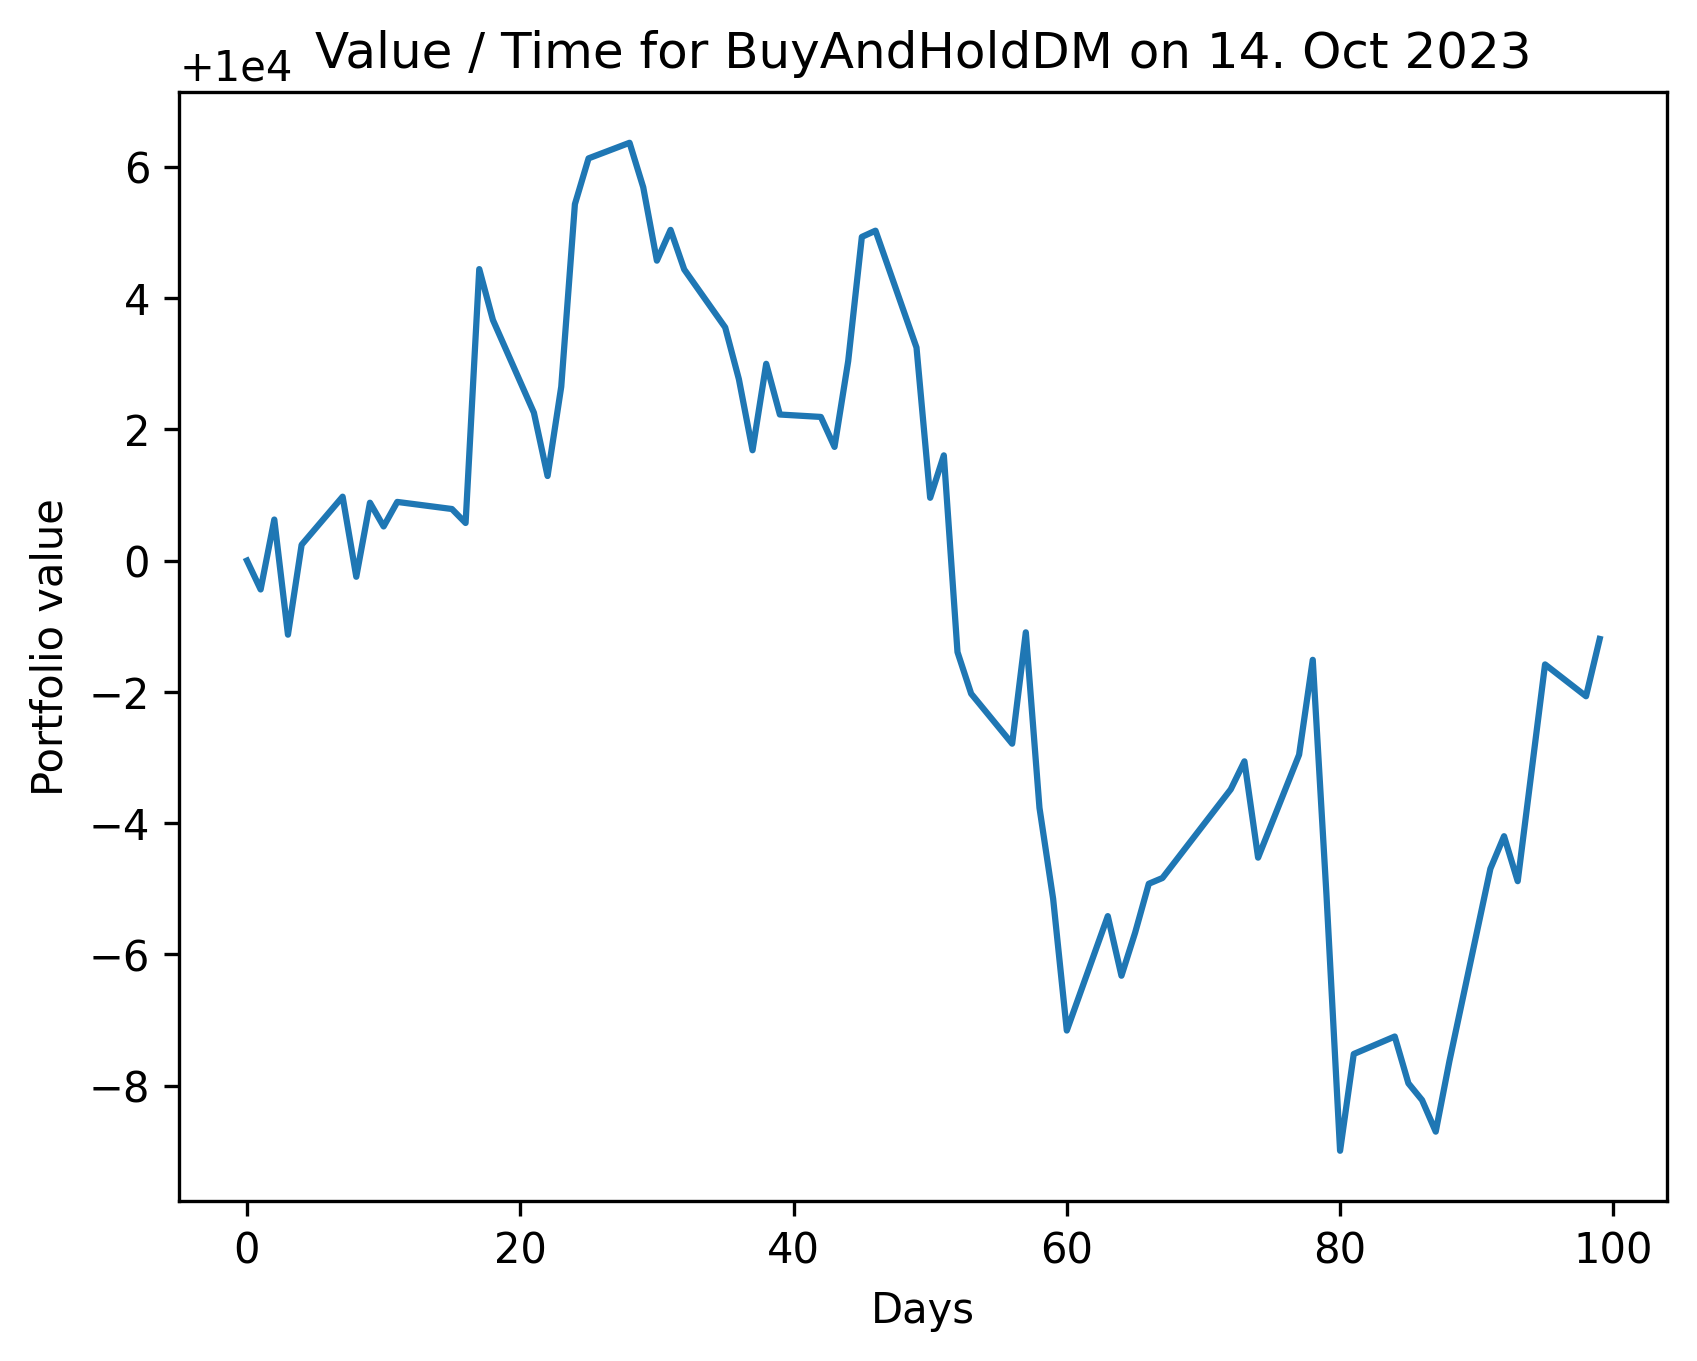 Value / Time for BuyAndHoldDM on 14. Oct 2023
+1e4
6
4
2
0
−2
−4
−6
−8
Portfolio value
0 20 40 60 80 100
Days